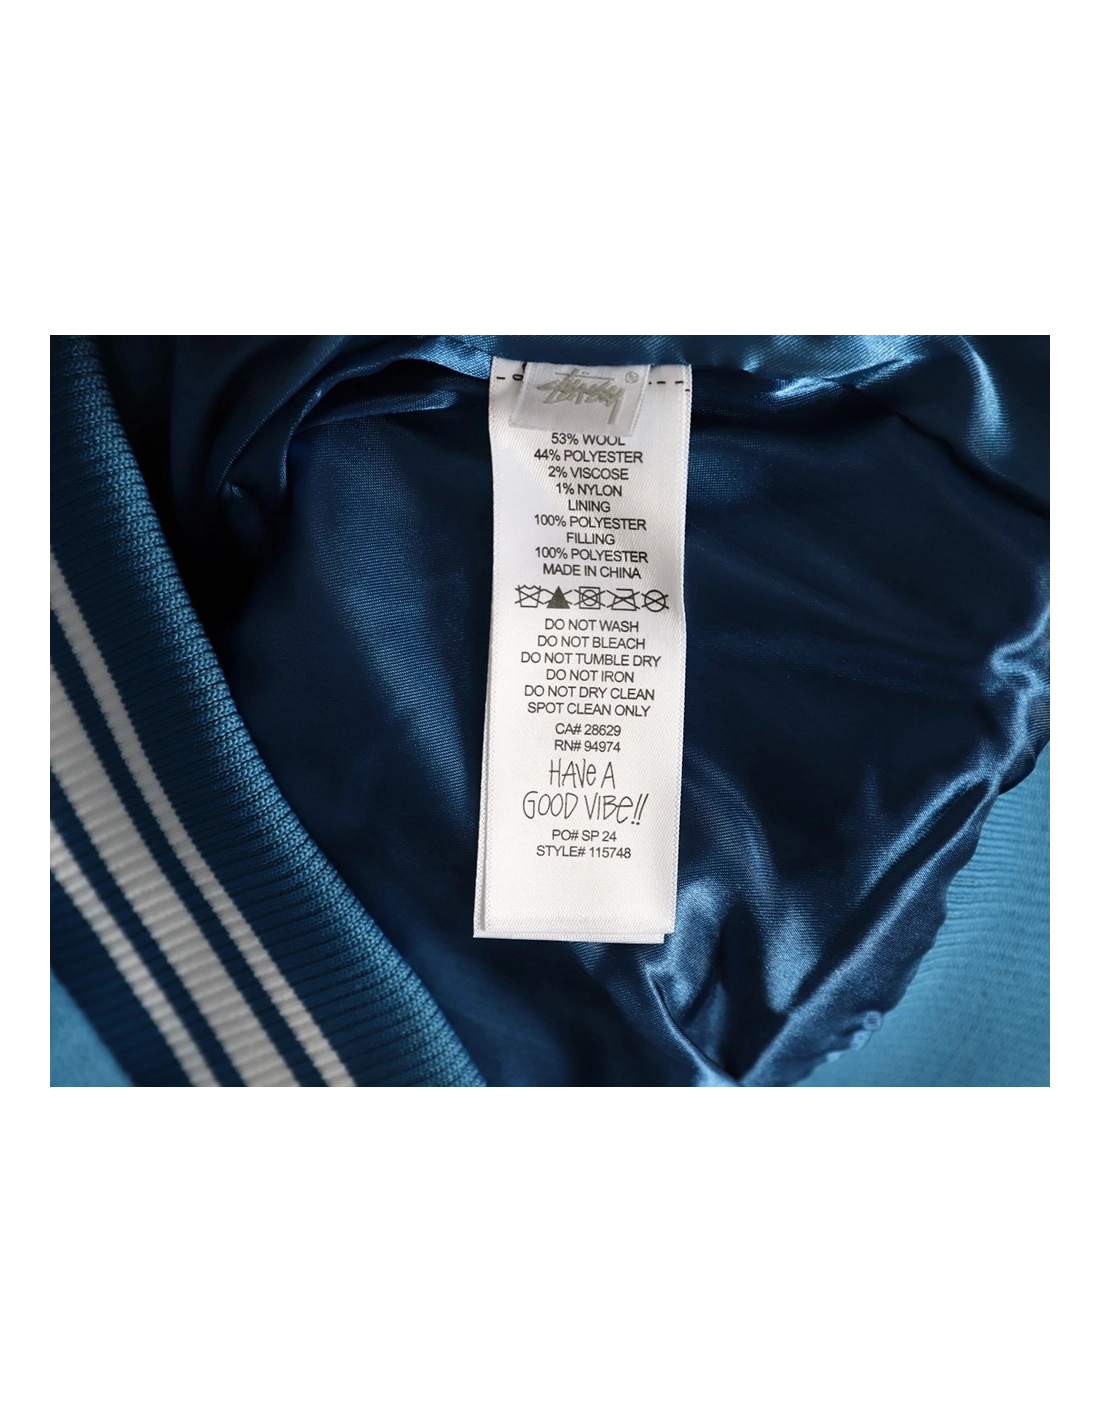 Stüssy ®
53% WOOL
44% POLYESTER
2% VISCOSE
1% NYLON
LINING
100% POLYESTER
FILLING
100% POLYESTER
MADE IN CHINA
DO NOT WASH
DO NOT BLEACH
DO NOT TUMBLE DRY
DO NOT IRON
DO NOT DRY CLEAN
SPOT CLEAN ONLY
CA# 28629
RN# 94974
HAVe A
GOOD VIBe!!
PO# SP 24
STYLE# 115748